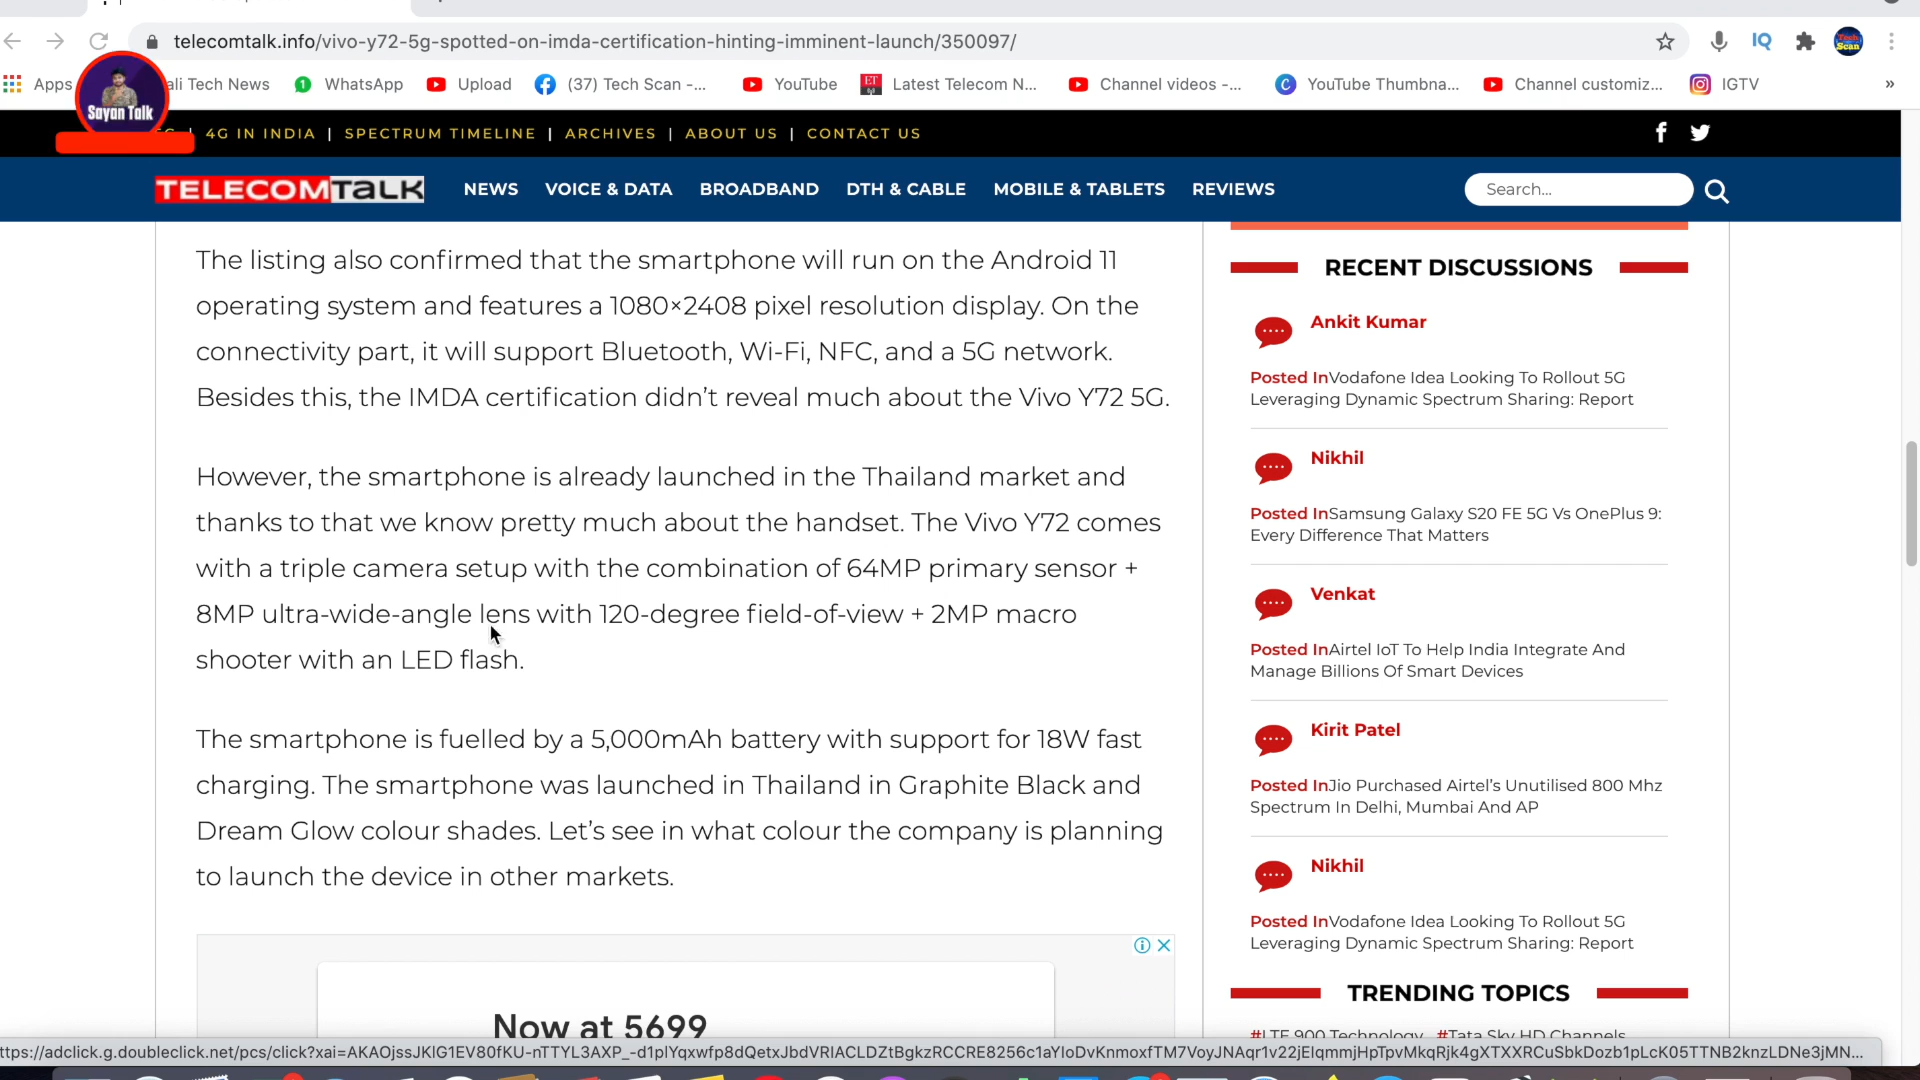 telecomtalk.info/vivo-y72-5g-spotted-on-imda-certification-hinting-imminent-launch/350097/
IQ
Tech Scan
Apps
ali Tech News
WhatsApp
Upload
(37) Tech Scan -...
YouTube
ET
Latest Telecom N...
Channel videos -...
YouTube Thumbna...
Channel customiz...
IGTV
»
Sayan Talk
| 4G IN INDIA | SPECTRUM TIMELINE | ARCHIVES | ABOUT US | CONTACT US
TELECOMTALK
NEWS VOICE & DATA BROADBAND DTH & CABLE MOBILE & TABLETS REVIEWS
Search...
The listing also confirmed that the smartphone will run on the Android 11
operating system and features a 1080×2408 pixel resolution display. On the
connectivity part, it will support Bluetooth, Wi-Fi, NFC, and a 5G network.
Besides this, the IMDA certification didn’t reveal much about the Vivo Y72 5G.
However, the smartphone is already launched in the Thailand market and
thanks to that we know pretty much about the handset. The Vivo Y72 comes
with a triple camera setup with the combination of 64MP primary sensor +
8MP ultra-wide-angle lens with 120-degree field-of-view + 2MP macro
shooter with an LED flash.
The smartphone is fuelled by a 5,000mAh battery with support for 18W fast
charging. The smartphone was launched in Thailand in Graphite Black and
Dream Glow colour shades. Let’s see in what colour the company is planning
to launch the device in other markets.
Now at 5699
RECENT DISCUSSIONS
Ankit Kumar
Posted InVodafone Idea Looking To Rollout 5G
Leveraging Dynamic Spectrum Sharing: Report
Nikhil
Posted InSamsung Galaxy S20 FE 5G Vs OnePlus 9:
Every Difference That Matters
Venkat
Posted InAirtel IoT To Help India Integrate And
Manage Billions Of Smart Devices
Kirit Patel
Posted InJio Purchased Airtel’s Unutilised 800 Mhz
Spectrum In Delhi, Mumbai And AP
Nikhil
Posted InVodafone Idea Looking To Rollout 5G
Leveraging Dynamic Spectrum Sharing: Report
TRENDING TOPICS
#LTE 900 Technology #Tata Sky HD Channels